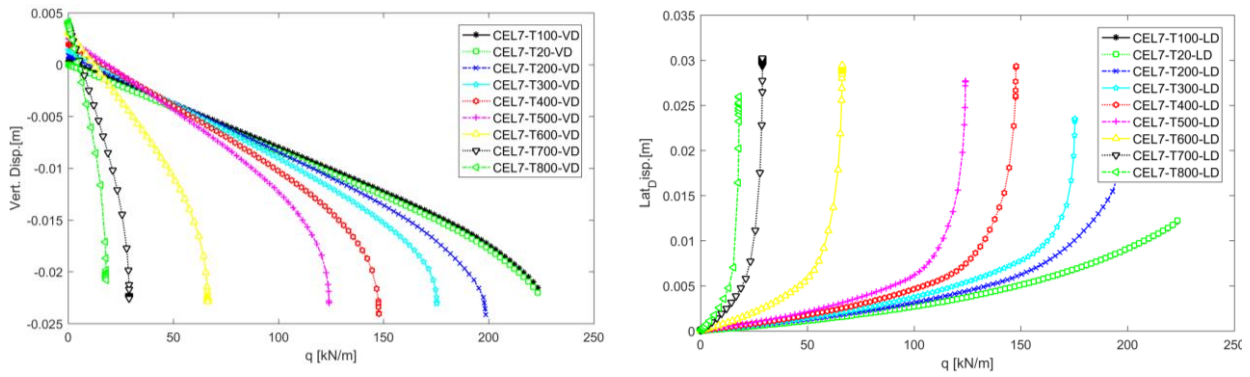 0.005
0
-0.005
-0.01
-0.015
-0.02
-0.025
Vert. Disp.[m]
0 50 100 150 200 250
q [kN/m]
CEL7-T100-VD
CEL7-T20-VD
CEL7-T200-VD
CEL7-T300-VD
CEL7-T400-VD
CEL7-T500-VD
CEL7-T600-VD
CEL7-T700-VD
CEL7-T800-VD
0.035
0.03
0.025
0.02
0.015
0.01
0.005
0
Lat_Disp.[m]
0 50 100 150 200 250
q [kN/m]
CEL7-T100-LD
CEL7-T20-LD
CEL7-T200-LD
CEL7-T300-LD
CEL7-T400-LD
CEL7-T500-LD
CEL7-T600-LD
CEL7-T700-LD
CEL7-T800-LD